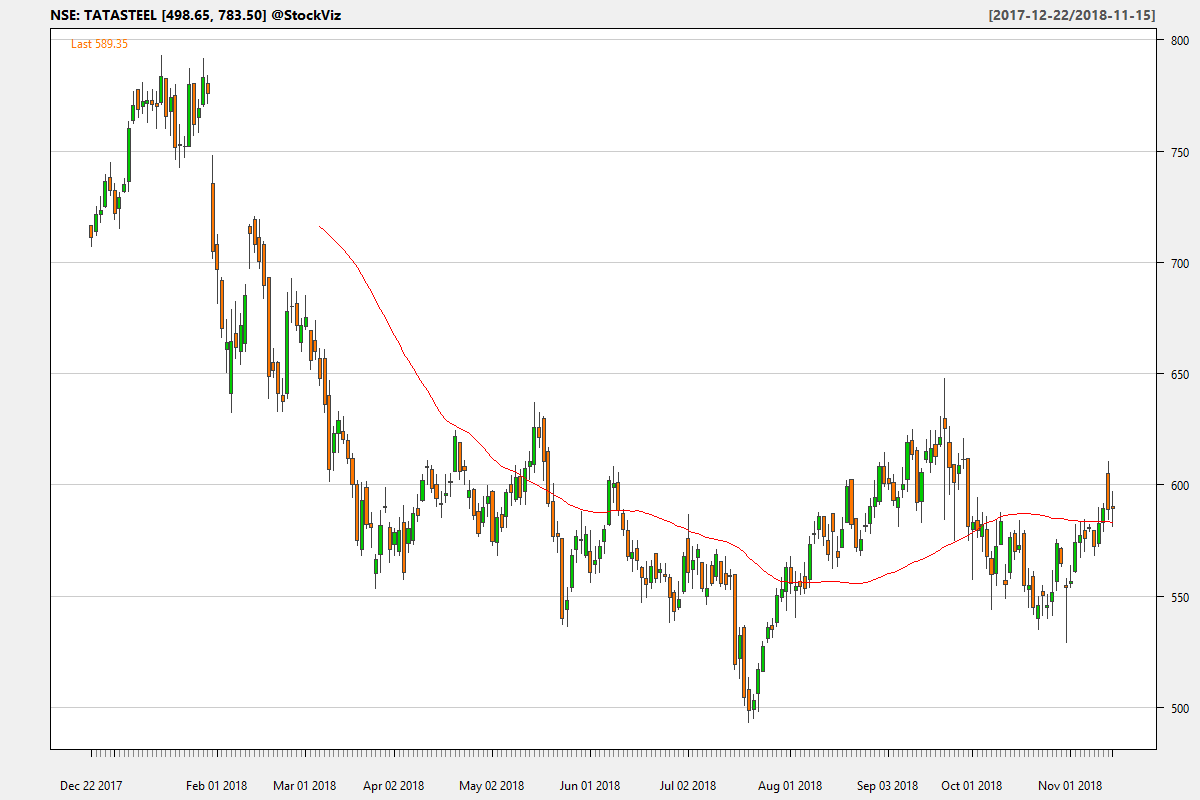 NSE: TATASTEEL [498.65, 783.50] @StockViz
[2017-12-22/2018-11-15]
Last 589.35
800
750
700
650
600
550
500
Dec 22 2017
Feb 01 2018
Mar 01 2018
Apr 02 2018
May 02 2018
Jun 01 2018
Jul 02 2018
Aug 01 2018
Sep 03 2018
Oct 01 2018
Nov 01 2018